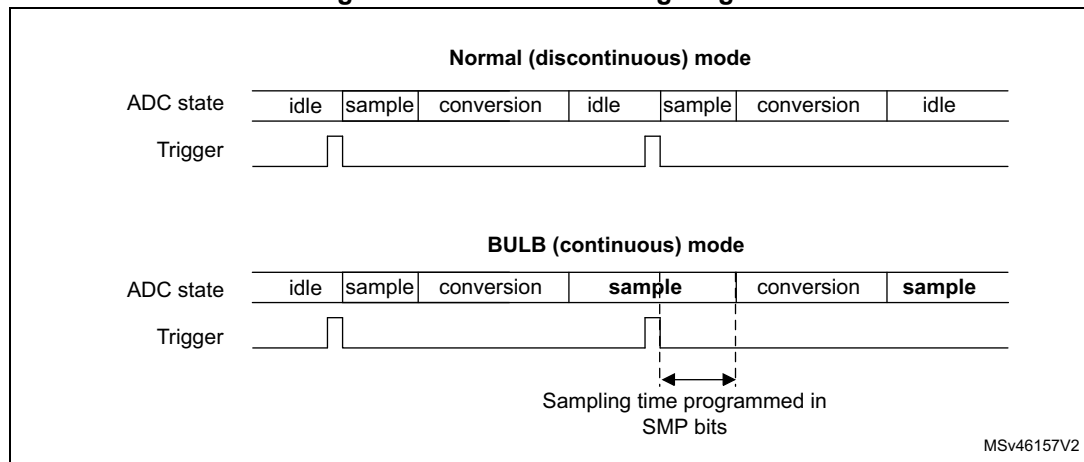 Normal (discontinuous) mode
ADC state idle sample conversion idle sample conversion idle
Trigger
BULB (continuous) mode
ADC state idle sample conversion sample conversion sample
Trigger
Sampling time programmed in
SMP bits
MSv46157V2